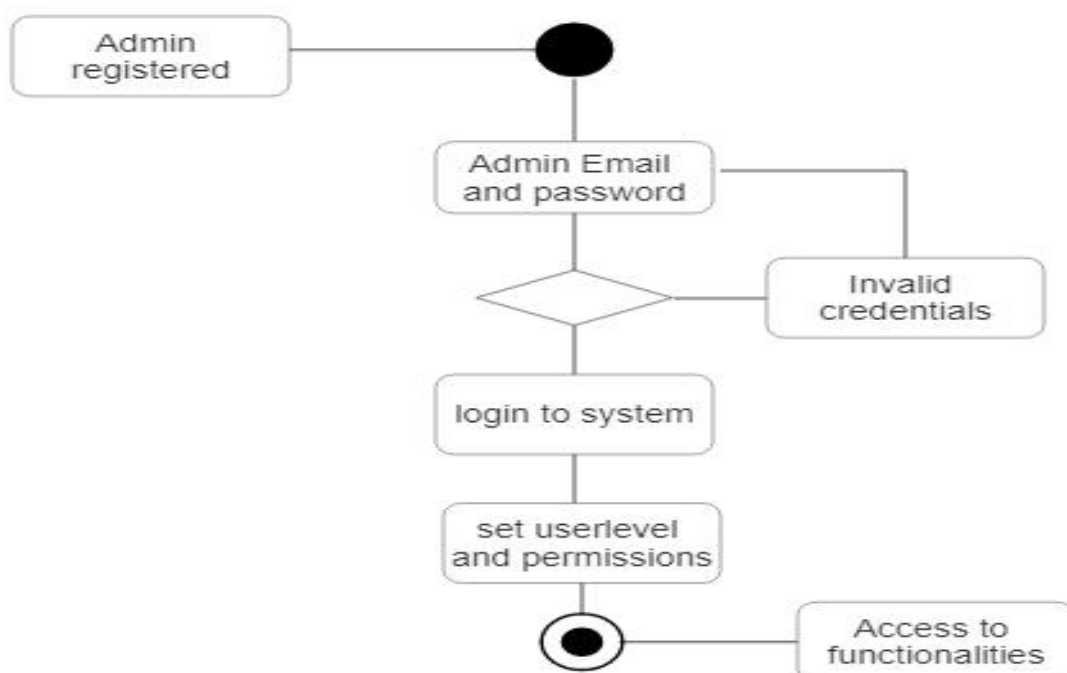 Admin
registered
Admin Email
and password
Invalid
credentials
login to system
set userlevel
and permissions
Access to
functionalities